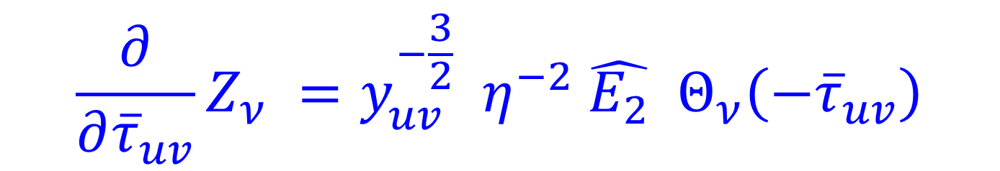 ∂/∂τ̄_{uv} Z_ν = y_{uv}^{-3/2} η^{-2} \widehat{E_2} Θ_ν(−τ̄_{uv})